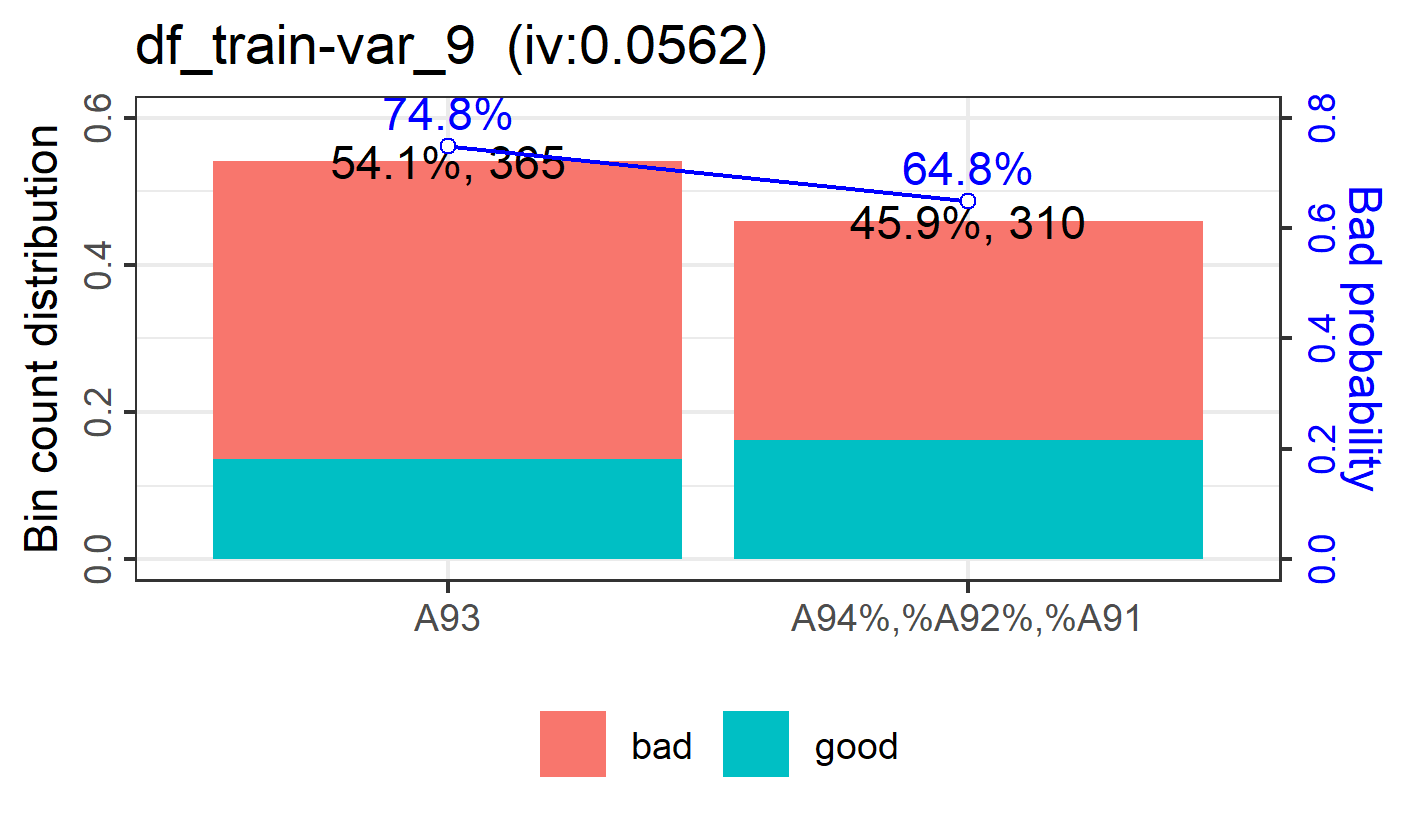 df_train-var_9  (iv:0.0562)
Bin count distribution
0.6
0.4
0.2
0.0
74.8%
54.1%, 365
64.8%
45.9%, 310
0.8
0.6
0.4
0.2
0.0
Bad probability
A93
A94%,%A92%,%A91
bad
good